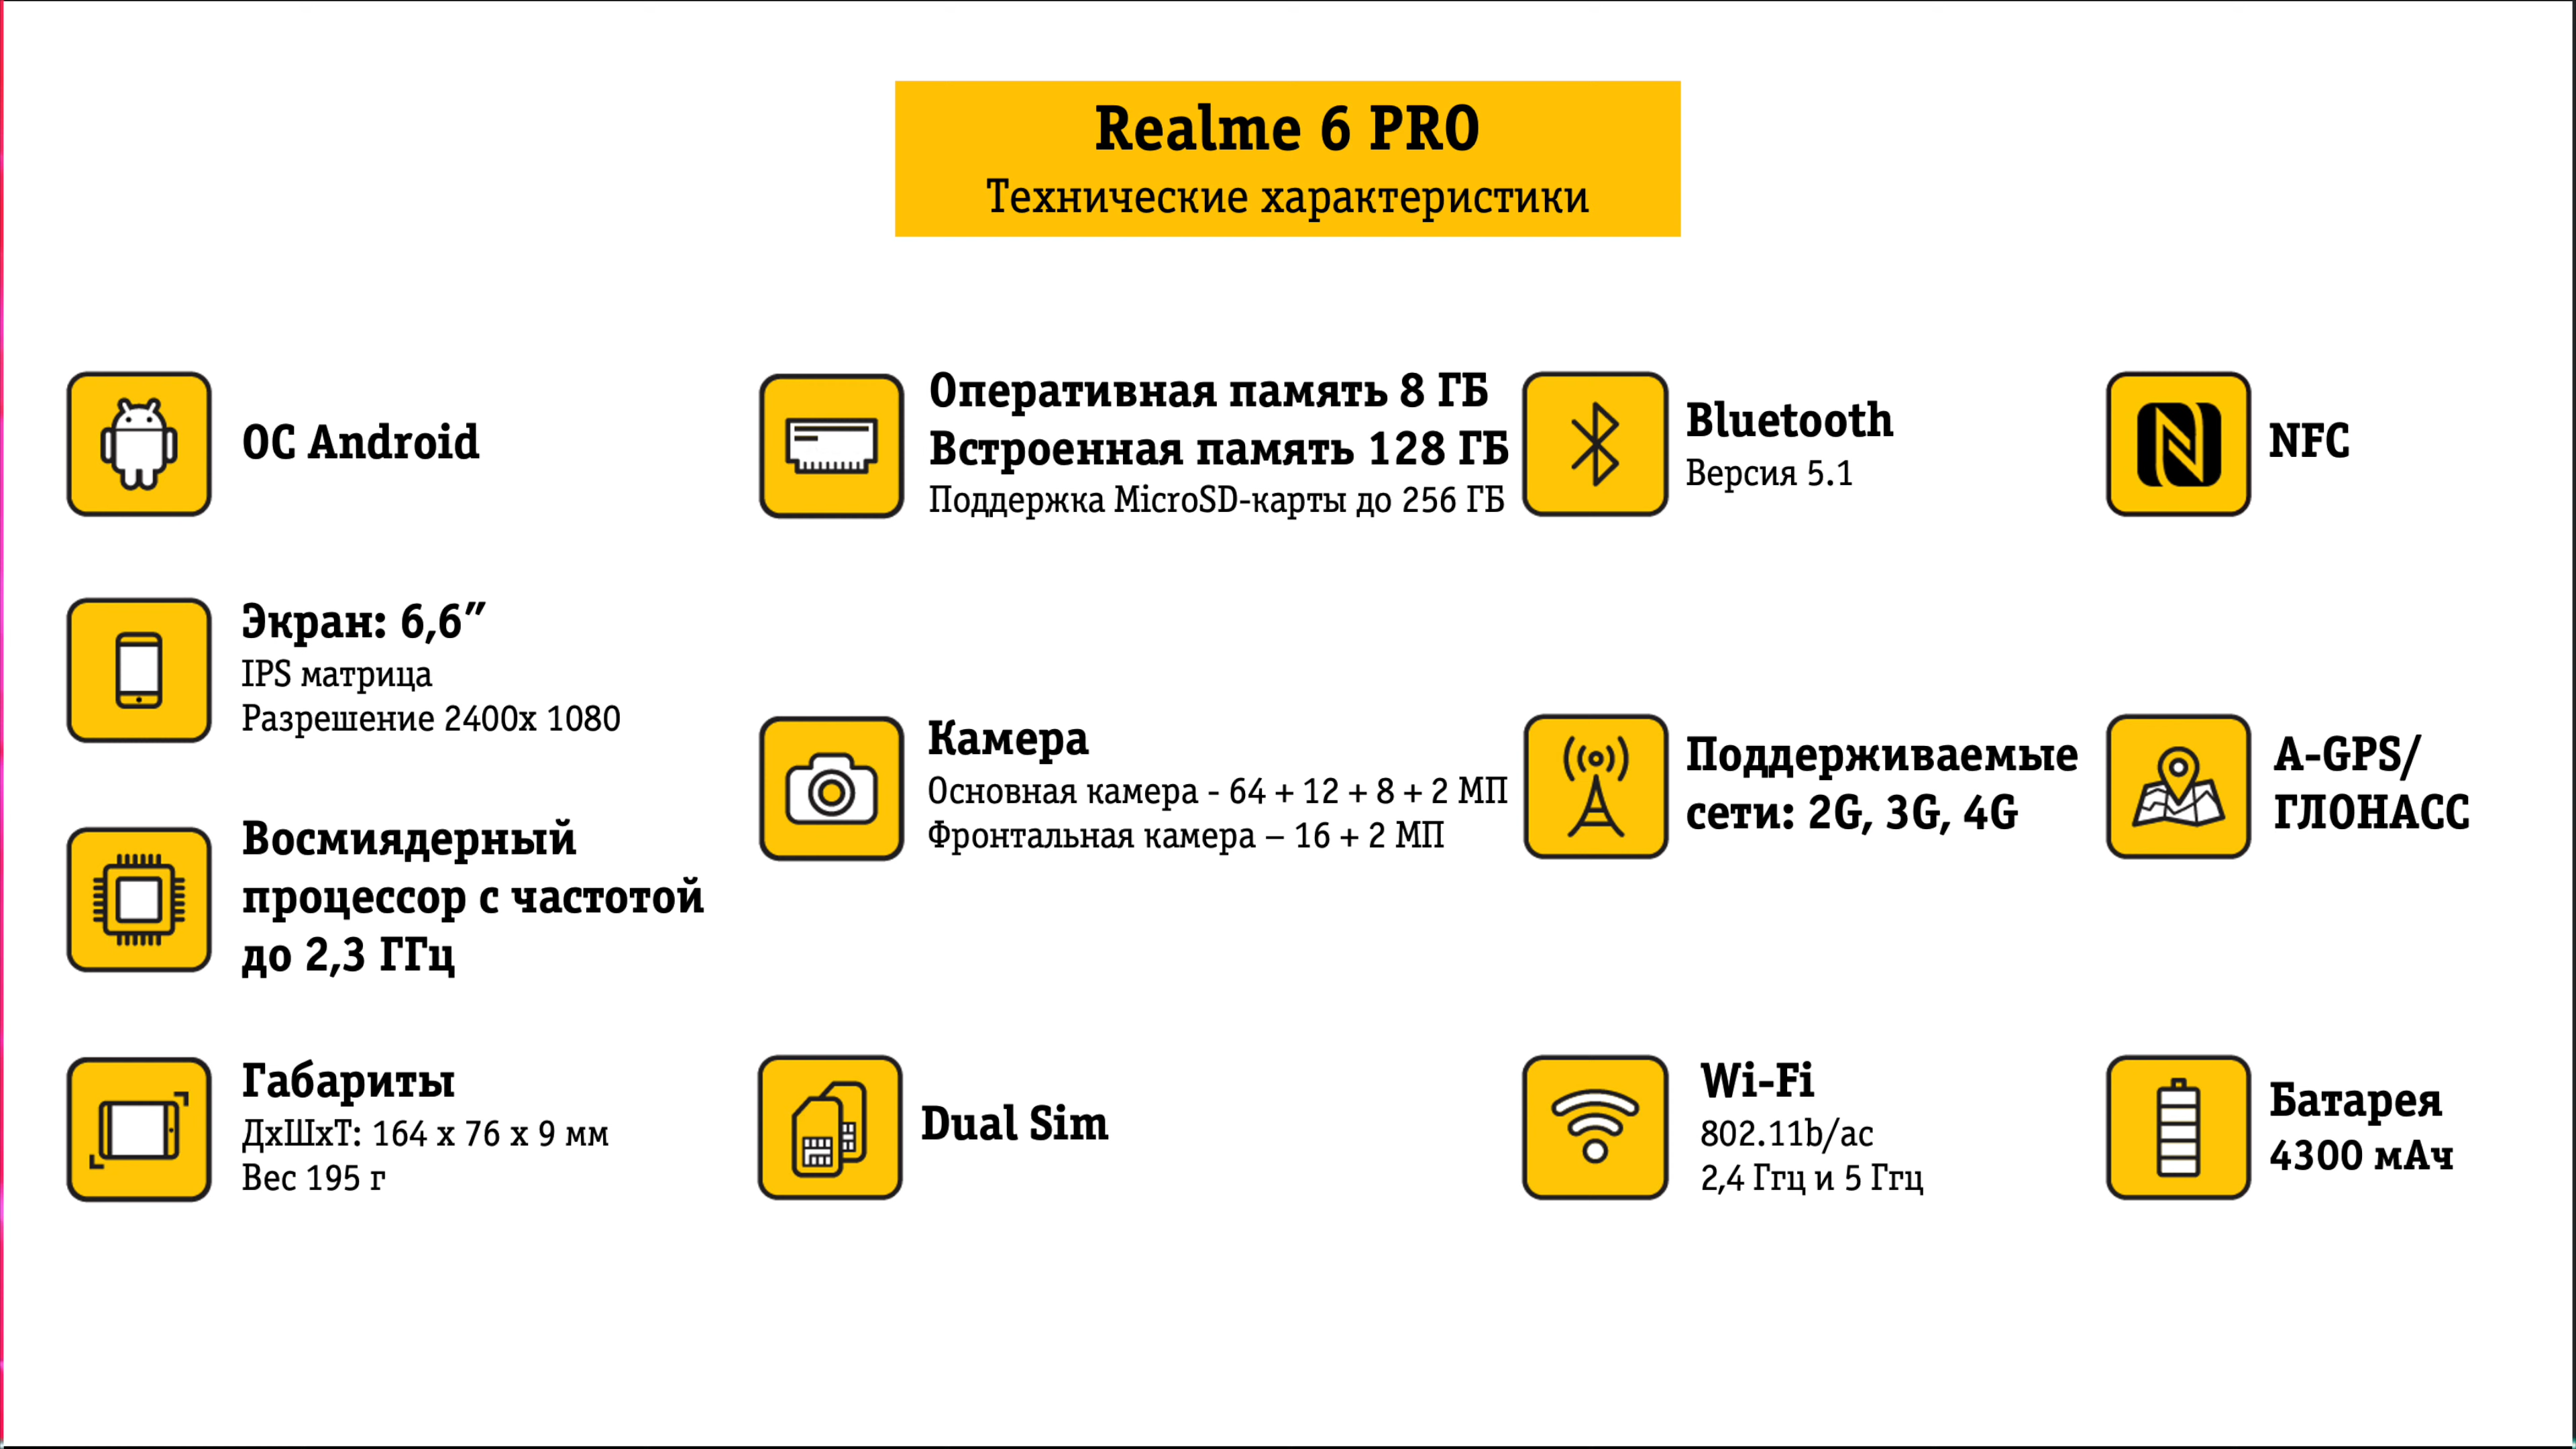 Realme 6 PRO
Технические характеристики
ОС Android
Экран: 6,6”
IPS матрица
Разрешение 2400х 1080
Восмиядерный
процессор с частотой
до 2,3 ГГц
Габариты
ДхШхТ: 164 х 76 х 9 мм
Вес 195 г
Оперативная память 8 ГБ
Встроенная память 128 ГБ
Поддержка MicroSD-карты до 256 ГБ
Камера
Основная камера - 64 + 12 + 8 + 2 МП
Фронтальная камера – 16 + 2 МП
Dual Sim
Bluetooth
Версия 5.1
Поддерживаемые
сети: 2G, 3G, 4G
Wi-Fi
802.11b/ac
2,4 Ггц и 5 Ггц
NFC
A-GPS/
ГЛОНАСС
Батарея
4300 мАч